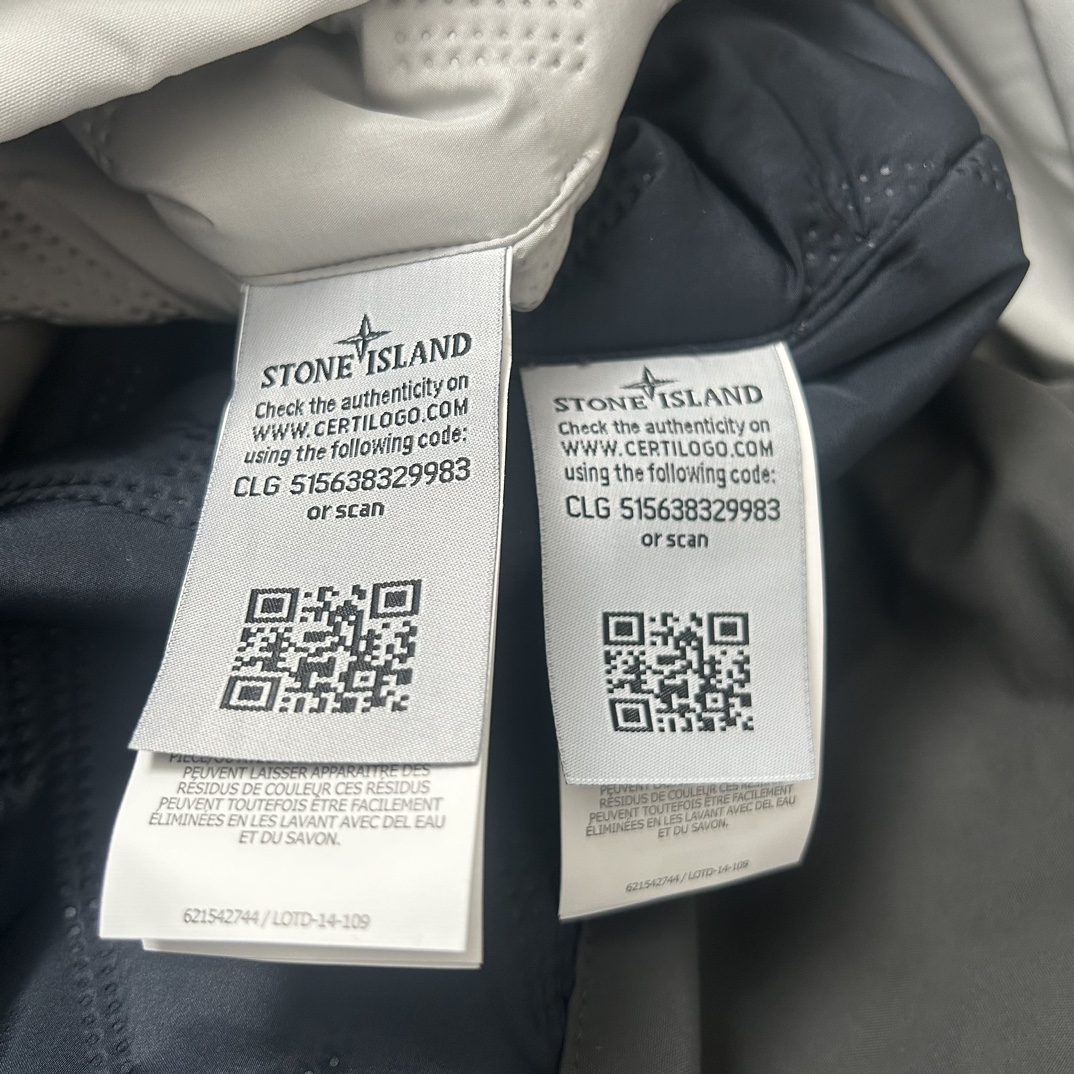 STONE ISLAND
Check the authenticity on
WWW.CERTILOGO.COM
using the following code:
CLG 515638329983
or scan
PEUVENT LAISSER APPARAITRE DES
RÉSIDUS DE COULEUR CES RÉSIDUS
PEUVENT TOUTEFOIS ÊTRE FACILEMENT
ÉLIMINÉES EN LES LAVANT AVEC DEL EAU
ET DU SAVON.
621542744 / LOTD-14-109
STONE ISLAND
Check the authenticity on
WWW.CERTILOGO.COM
using the following code:
CLG 515638329983
or scan
PEUVENT
RÉSIDUS DE COULEUR CES
PEUVENT TOUTEFOIS ÊTRE FACILEMENT
ÉLIMINÉES EN LES LAVANT AVEC DEL EAU
ET DU SAVON.
621542744 / LOTD-14-109